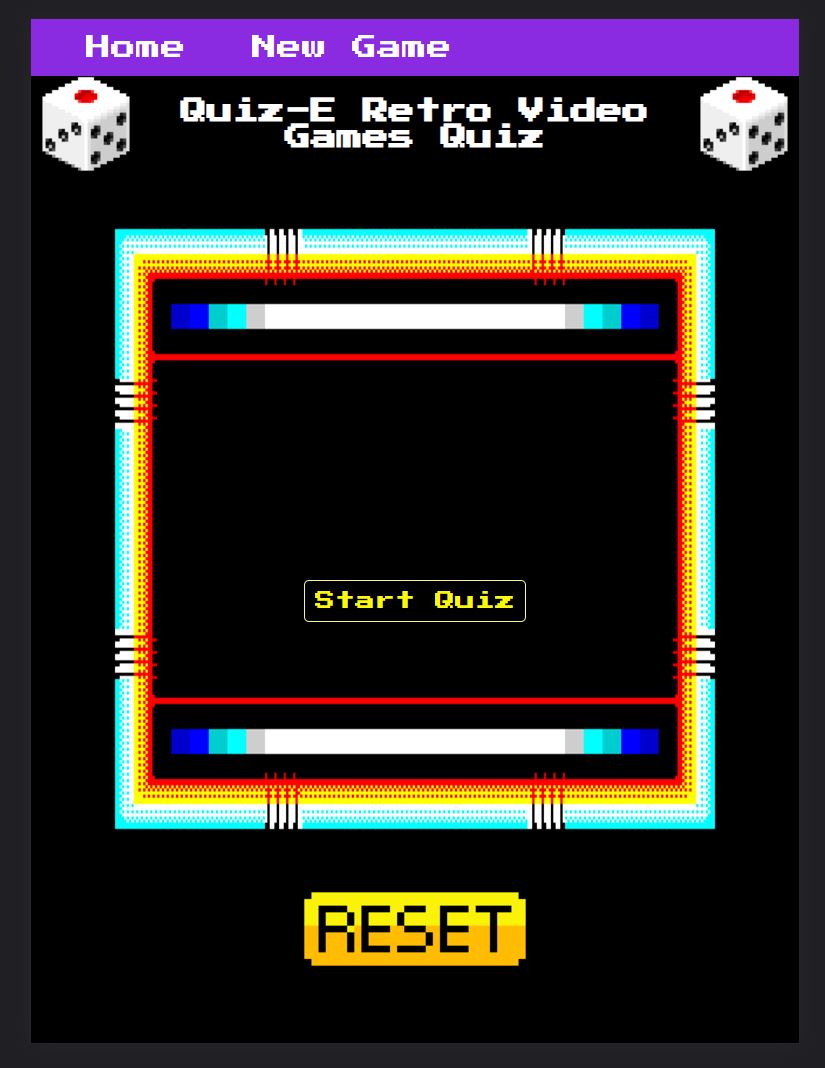 Home New Game
Quiz-E Retro Video
Games Quiz
Start Quiz
RESET